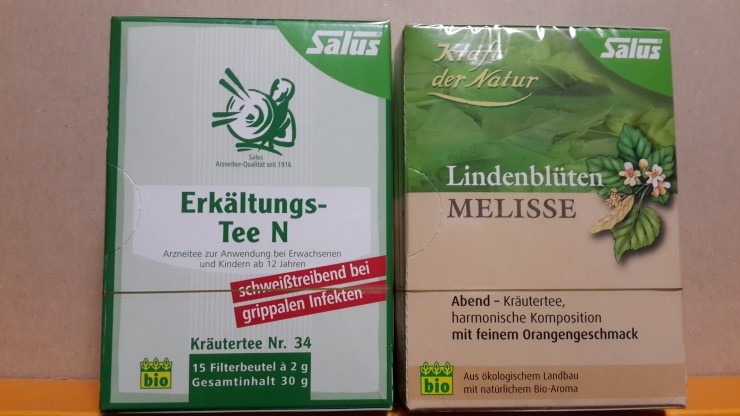 Salus
Salus
Arzneitee-Qualität seit 1916
Erkältungs-
Tee N
Arzneitee zur Anwendung bei Erwachsenen
und Kindern ab 12 Jahren
schweißtreibend bei
grippalen Infekten
Kräutertee Nr. 34
15 Filterbeutel à 2 g
Gesamtinhalt 30 g
bio
Kraft
der Natur
Salus
Lindenblüten
MELISSE
Abend – Kräutertee,
harmonische Komposition
mit feinem Orangengeschmack
bio
Aus ökologischem Landbau
mit natürlichem Bio-Aroma